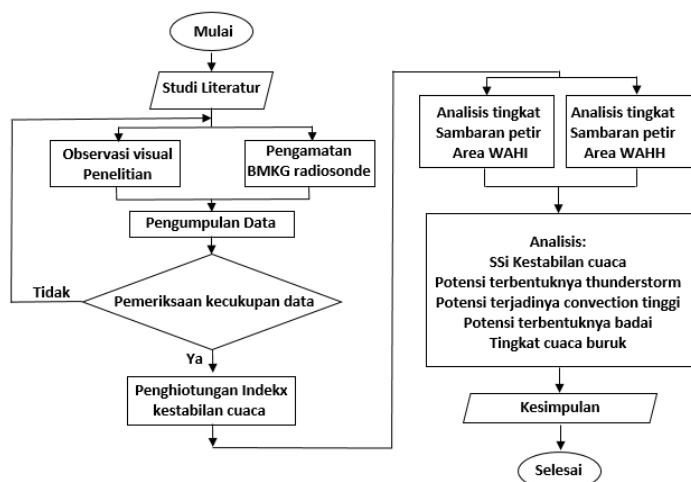 Mulai
Studi Literatur
Observasi visual
Penelitian
Pengamatan
BMKG radiosonde
Pengumpulan Data
Tidak
Pemeriksaan kecukupan data
Ya
Penghiotungan Indekx
kestabilan cuaca
Analisis tingkat
Sambaran petir
Area WAHI
Analisis tingkat
Sambaran petir
Area WAHH
Analisis:
SSi Kestabilan cuaca
Potensi terbentuknya thunderstorm
Potensi terjadinya convection tinggi
Potensi terbentuknya badai
Tingkat cuaca buruk
Kesimpulan
Selesai